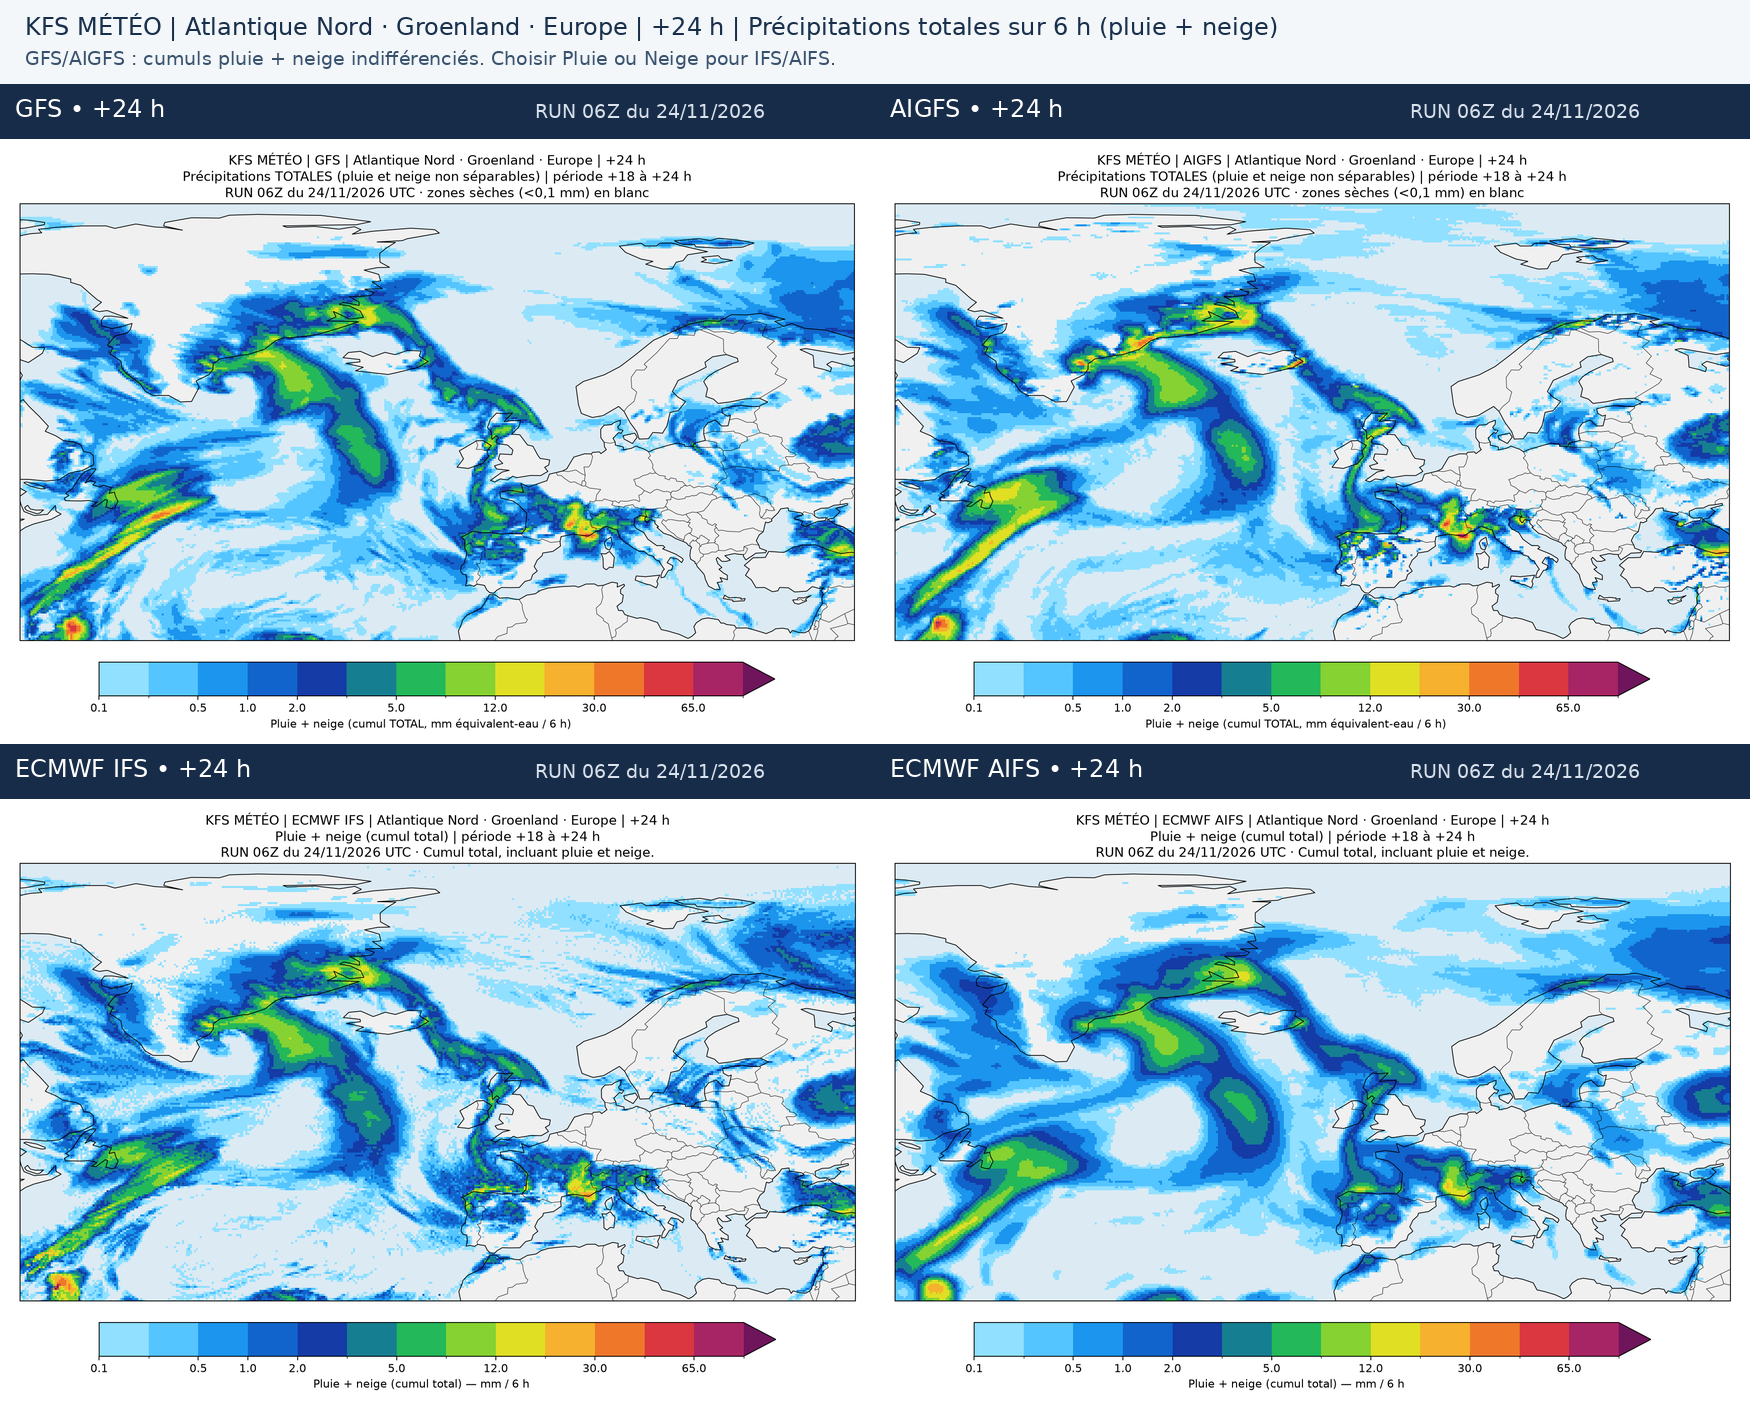 KFS MÉTÉO | Atlantique Nord · Groenland · Europe | +24 h | Précipitations totales sur 6 h (pluie + neige)
GFS/AIGFS : cumuls pluie + neige indifférenciés. Choisir Pluie ou Neige pour IFS/AIFS.
GFS • +24 h
RUN 06Z du 24/11/2026
KFS MÉTÉO | GFS | Atlantique Nord · Groenland · Europe | +24 h
Précipitations TOTALES (pluie et neige non séparables) | période +18 à +24 h
RUN 06Z du 24/11/2026 UTC · zones sèches (<0,1 mm) en blanc
0.1 0.5 1.0 2.0 5.0 12.0 30.0 65.0
Pluie + neige (cumul TOTAL, mm équivalent-eau / 6 h)
AIGFS • +24 h
RUN 06Z du 24/11/2026
KFS MÉTÉO | AIGFS | Atlantique Nord · Groenland · Europe | +24 h
Précipitations TOTALES (pluie et neige non séparables) | période +18 à +24 h
RUN 06Z du 24/11/2026 UTC · zones sèches (<0,1 mm) en blanc
0.1 0.5 1.0 2.0 5.0 12.0 30.0 65.0
Pluie + neige (cumul TOTAL, mm équivalent-eau / 6 h)
ECMWF IFS • +24 h
RUN 06Z du 24/11/2026
KFS MÉTÉO | ECMWF IFS | Atlantique Nord · Groenland · Europe | +24 h
Pluie + neige (cumul total) | période +18 à +24 h
RUN 06Z du 24/11/2026 UTC · Cumul total, incluant pluie et neige.
0.1 0.5 1.0 2.0 5.0 12.0 30.0 65.0
Pluie + neige (cumul total) — mm / 6 h
ECMWF AIFS • +24 h
RUN 06Z du 24/11/2026
KFS MÉTÉO | ECMWF AIFS | Atlantique Nord · Groenland · Europe | +24 h
Pluie + neige (cumul total) | période +18 à +24 h
RUN 06Z du 24/11/2026 UTC · Cumul total, incluant pluie et neige.
0.1 0.5 1.0 2.0 5.0 12.0 30.0 65.0
Pluie + neige (cumul total) — mm / 6 h